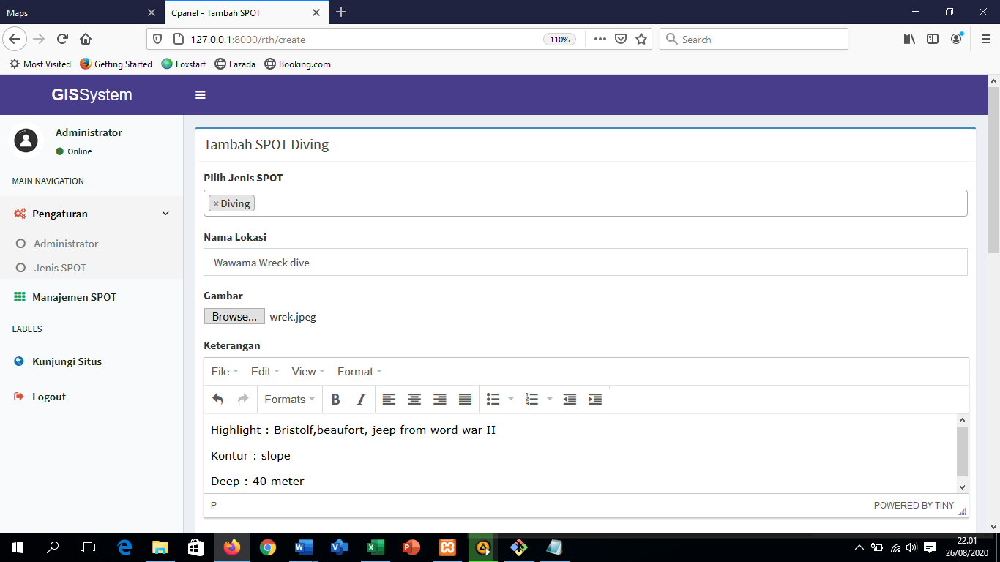 Maps
Cpanel - Tambah SPOT
127.0.0.1:8000/rth/create
110%
Search
Most Visited
Getting Started
Foxstart
Lazada
Booking.com
GISSystem
Administrator
Online
MAIN NAVIGATION
Pengaturan
Administrator
Jenis SPOT
Manajemen SPOT
LABELS
Kunjungi Situs
Logout
Tambah SPOT Diving
Pilih Jenis SPOT
× Diving
Nama Lokasi
Wawama Wreck dive
Gambar
Browse... wrek.jpeg
Keterangan
File Edit View Format
Formats B I
Highlight : Bristolf,beaufort, jeep from word war II
Kontur : slope
Deep : 40 meter
P
POWERED BY TINY
22.01
26/08/2020